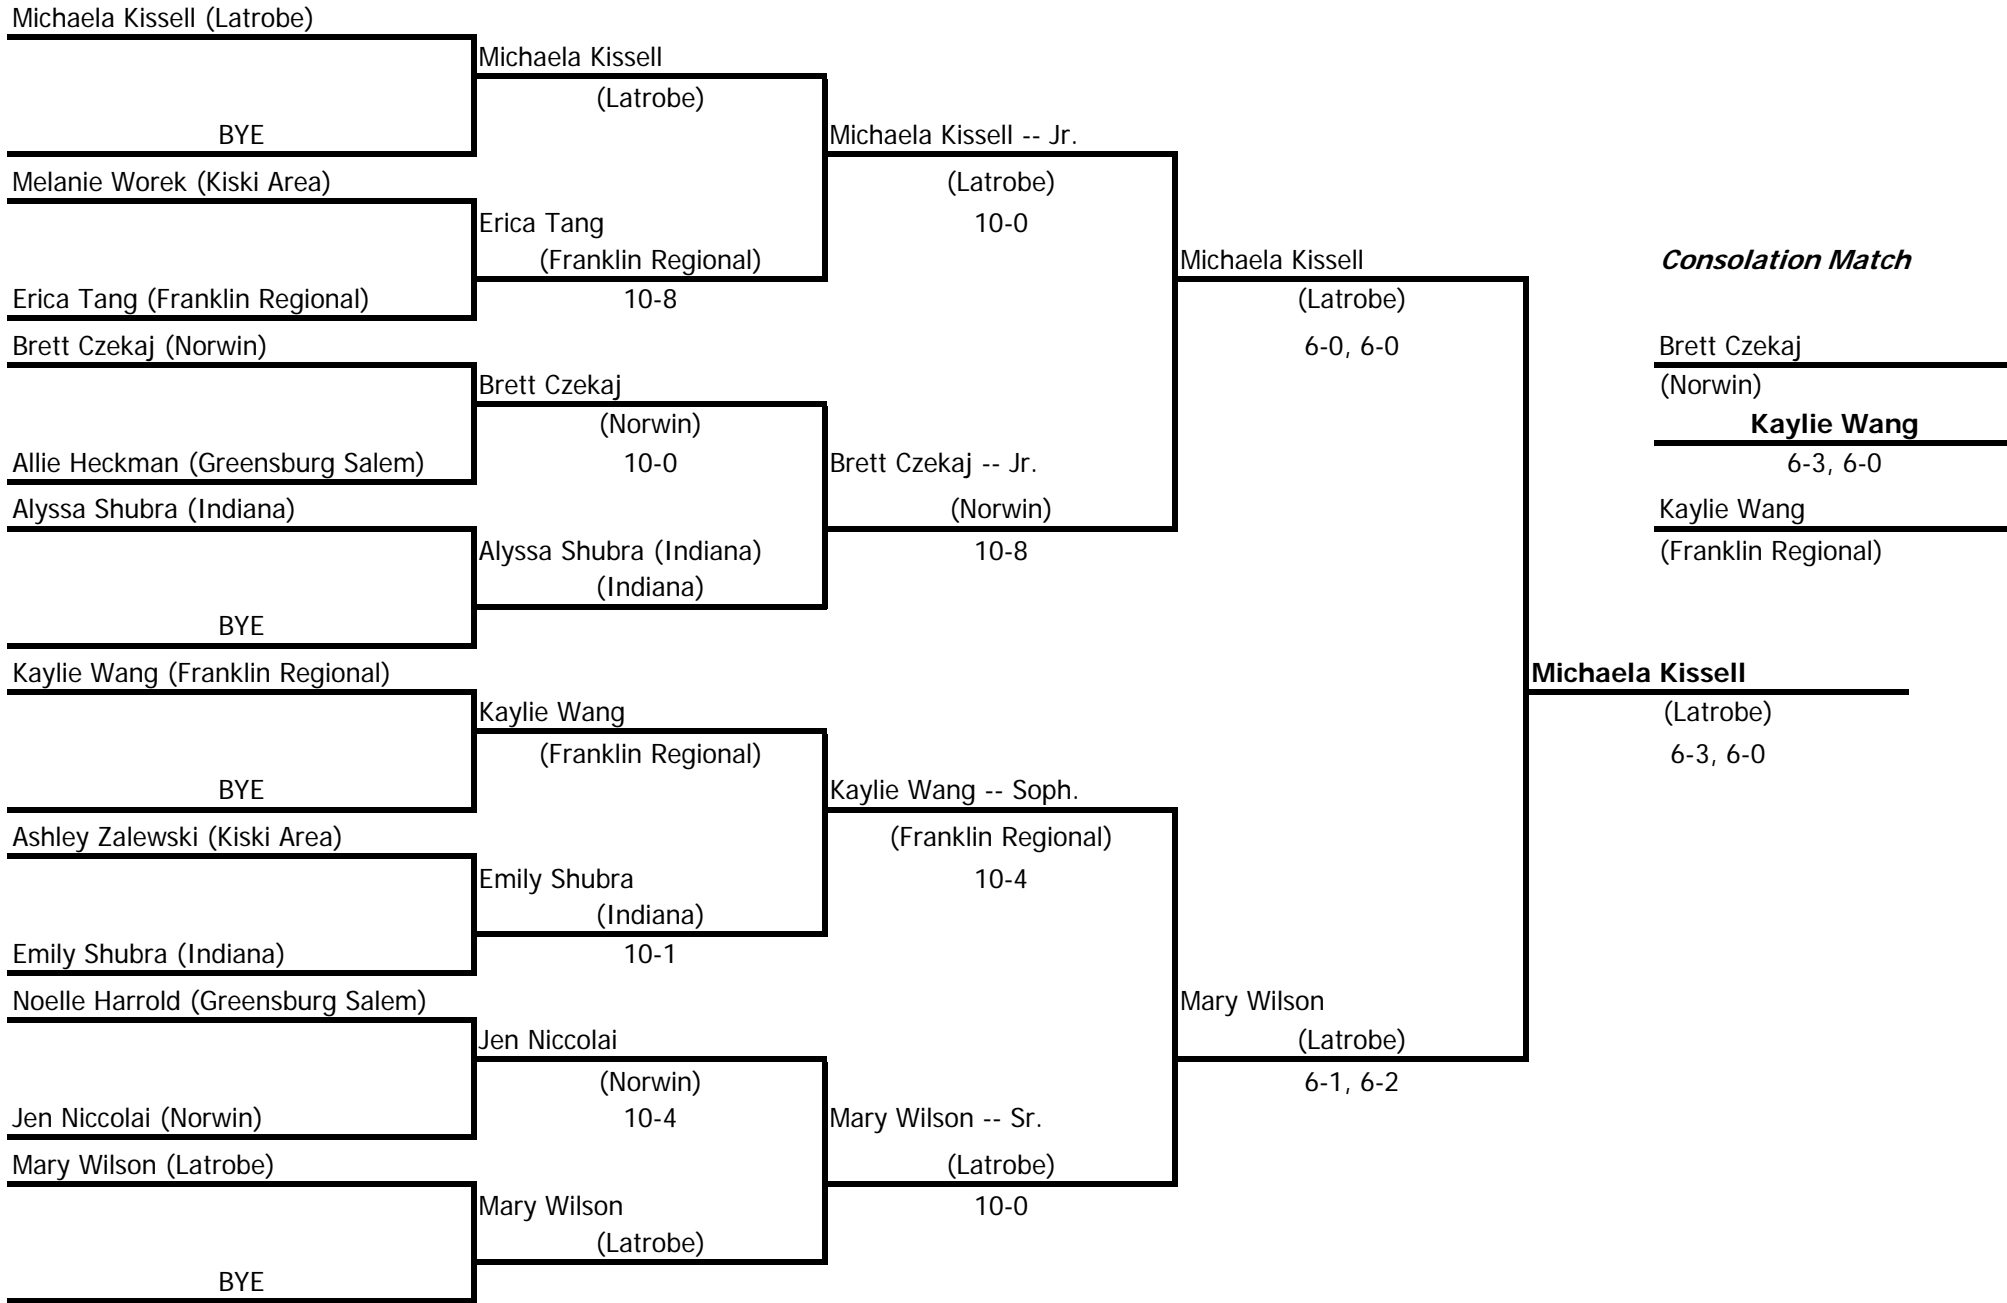 Michaela Kissell (Latrobe)
Michaela Kissell
(Latrobe)
BYE
Michaela Kissell -- Jr.
Melanie Worek (Kiski Area)
(Latrobe)
Erica Tang
10-0
(Franklin Regional)
Michaela Kissell
Consolation Match
Erica Tang (Franklin Regional)
10-8
(Latrobe)
Brett Czekaj (Norwin)
6-0, 6-0
Brett Czekaj
Brett Czekaj
(Norwin)
(Norwin)
Kaylie Wang
Allie Heckman (Greensburg Salem)
10-0
Brett Czekaj -- Jr.
6-3, 6-0
Alyssa Shubra (Indiana)
(Norwin)
Kaylie Wang
Alyssa Shubra (Indiana)
10-8
(Franklin Regional)
(Indiana)
BYE
Kaylie Wang (Franklin Regional)
Michaela Kissell
Kaylie Wang
(Latrobe)
(Franklin Regional)
6-3, 6-0
BYE
Kaylie Wang -- Soph.
Ashley Zalewski (Kiski Area)
(Franklin Regional)
Emily Shubra
10-4
(Indiana)
Emily Shubra (Indiana)
10-1
Noelle Harrold (Greensburg Salem)
Mary Wilson
Jen Niccolai
(Latrobe)
(Norwin)
6-1, 6-2
Jen Niccolai (Norwin)
10-4
Mary Wilson -- Sr.
Mary Wilson (Latrobe)
(Latrobe)
Mary Wilson
10-0
(Latrobe)
BYE